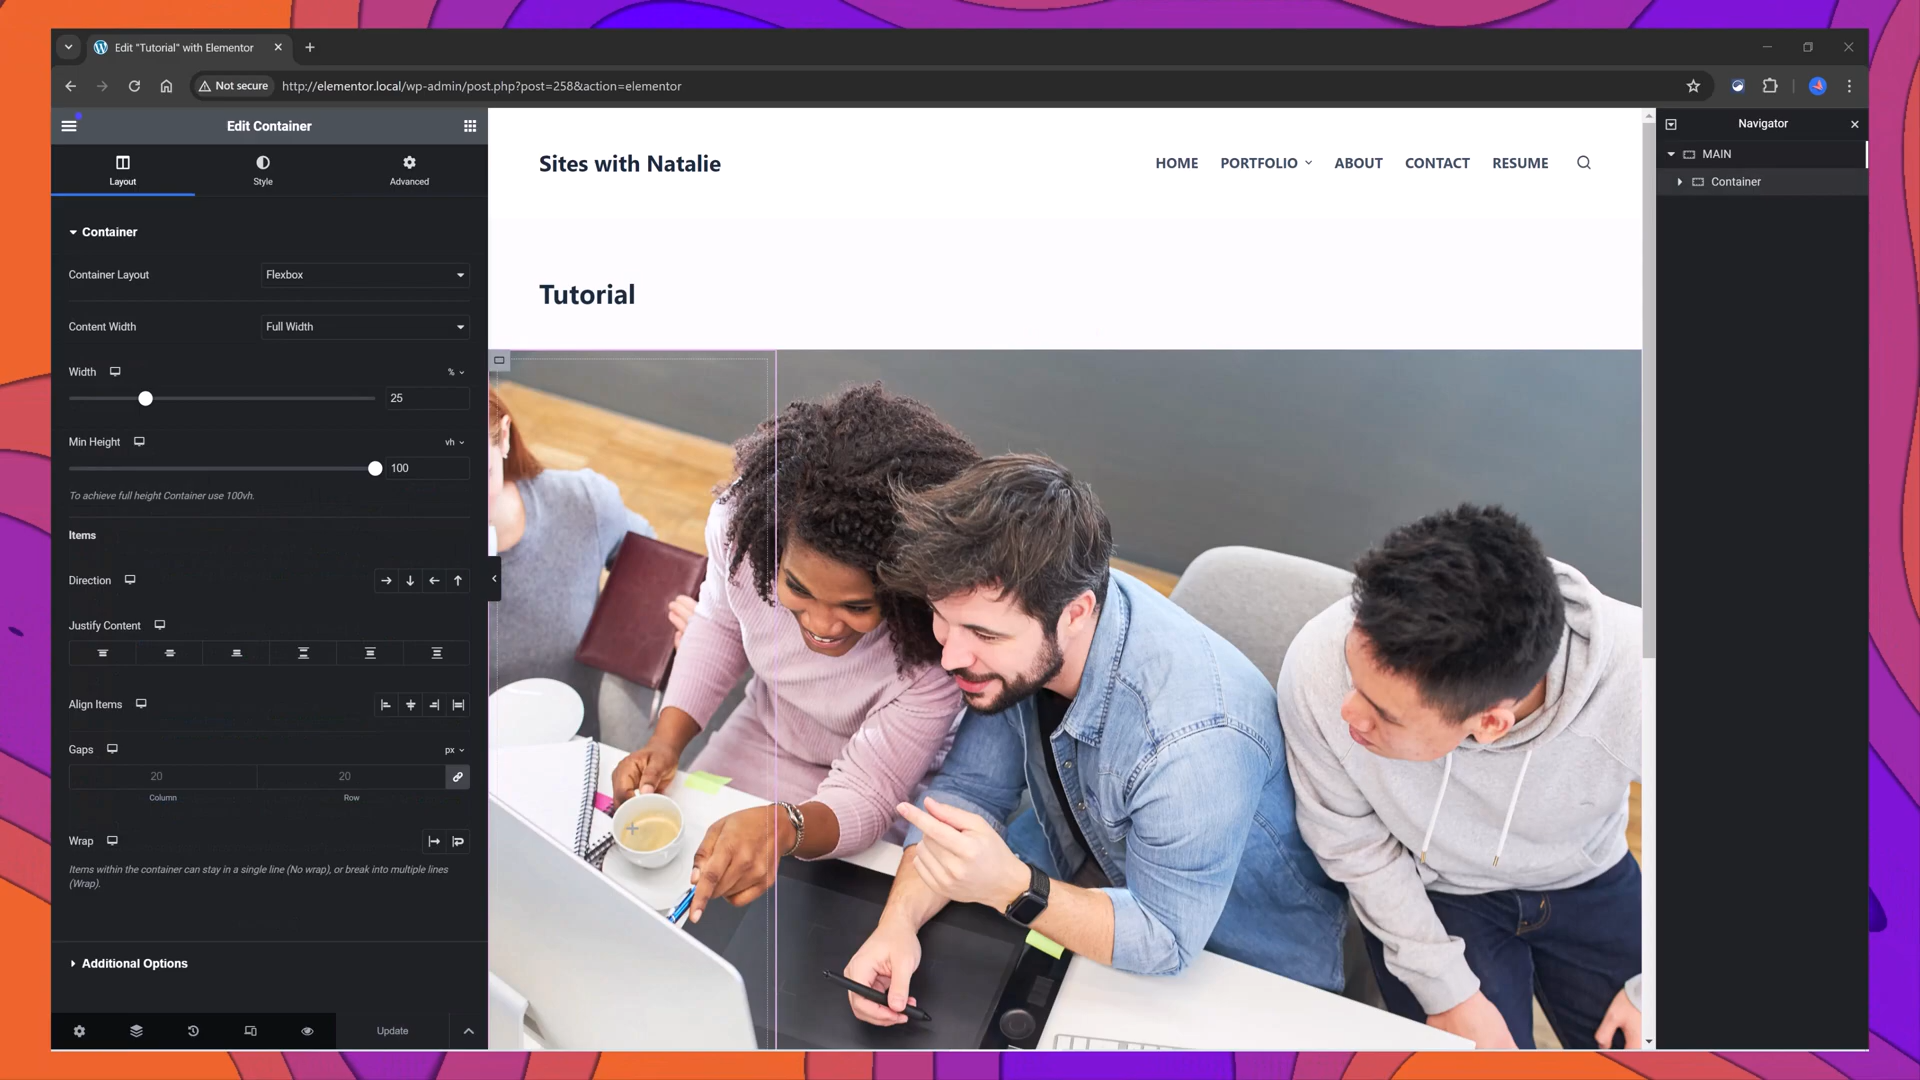 Edit "Tutorial" with Elementor
Not secure
http://elementor.local/wp-admin/post.php?post=258&action=elementor
Edit Container
Layout
Style
Advanced
Container
Container Layout
Flexbox
Content Width
Full Width
Width
%
25
Min Height
vh
100
To achieve full height Container use 100vh.
Items
Direction
Justify Content
Align Items
Gaps
px
20
20
Column
Row
Wrap
Items within the container can stay in a single line (No wrap), or break into multiple lines
(Wrap).
Additional Options
Update
Sites with Natalie
HOME
PORTFOLIO
ABOUT
CONTACT
RESUME
Tutorial
Navigator
MAIN
Container